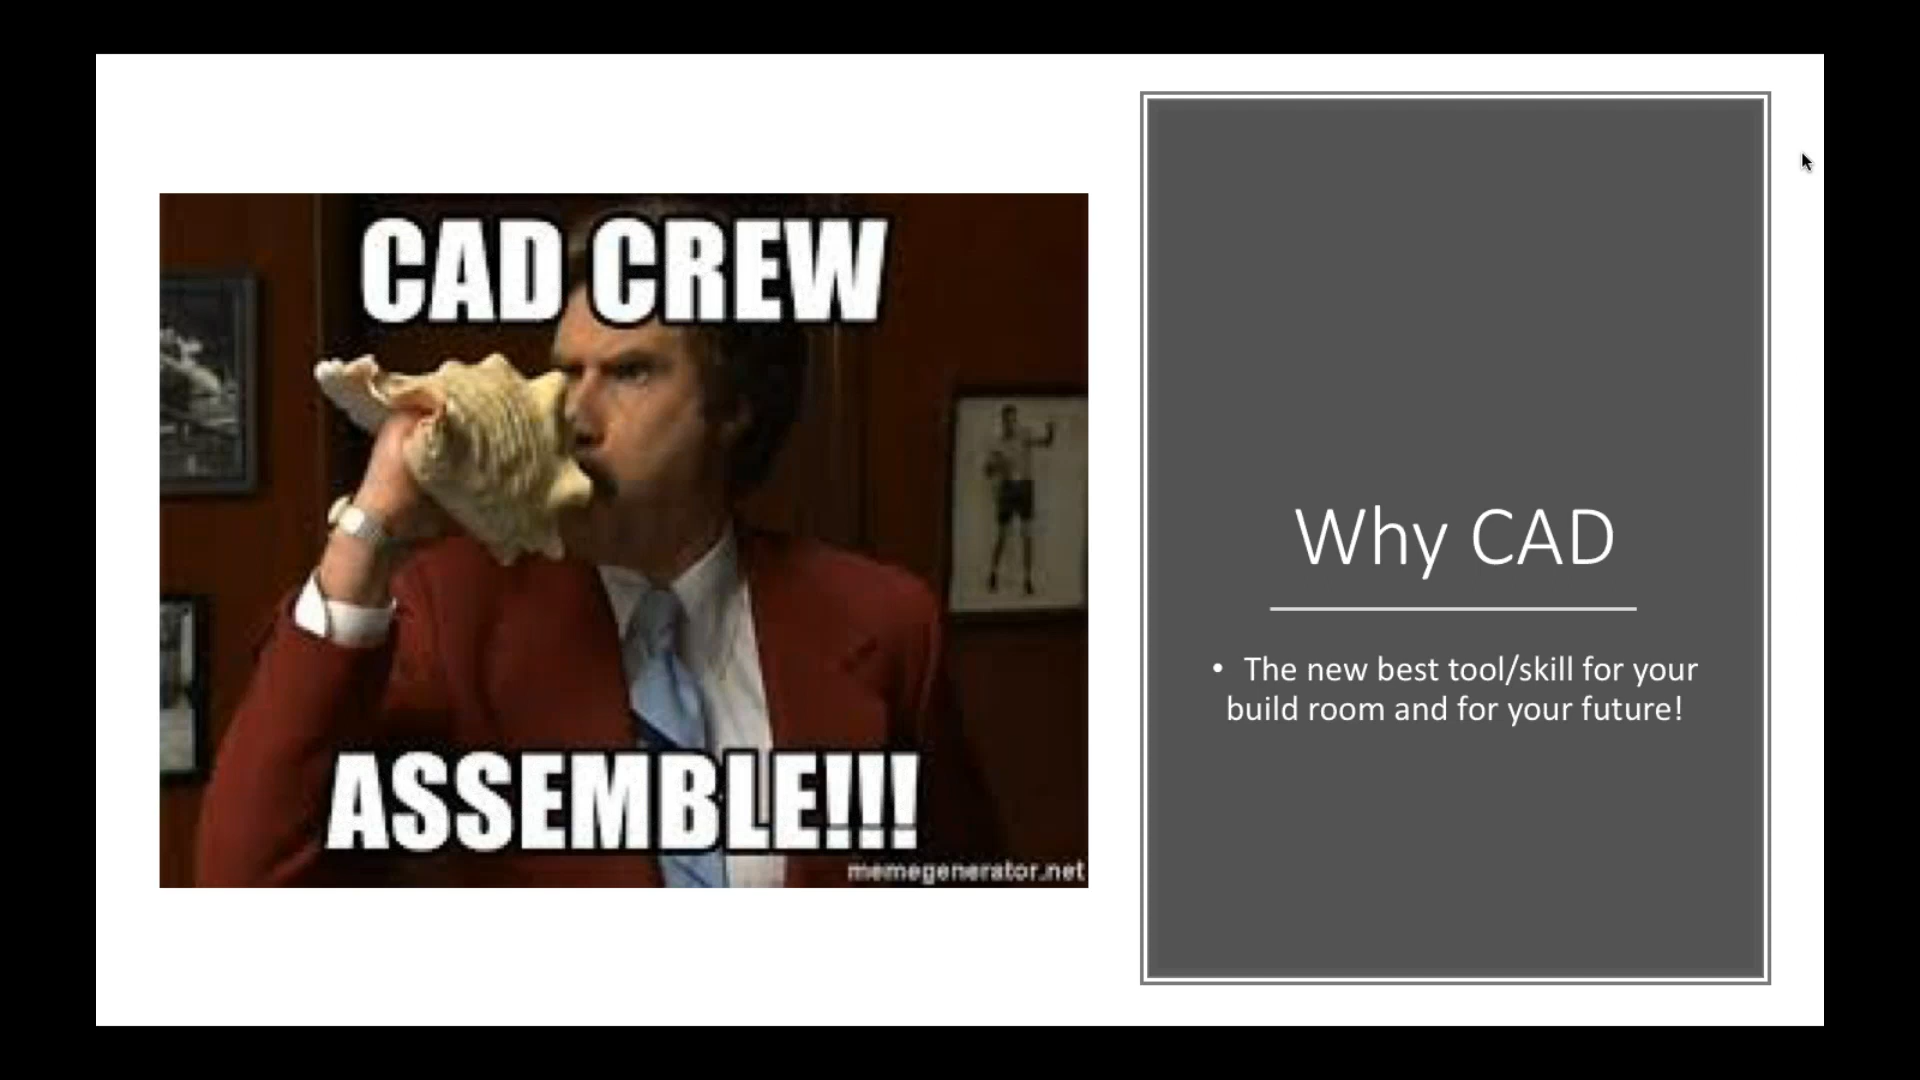 CAD CREW
ASSEMBLE!!!
memegenerator.net
Why CAD
• The new best tool/skill for your
build room and for your future!